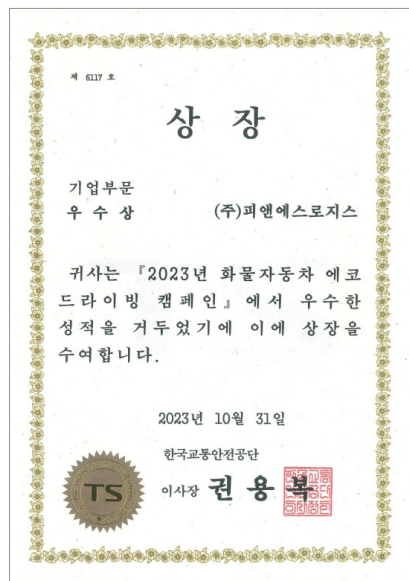 제 6117 호
상 장
기업부문
우 수 상 (주)피앤에스로지스
귀사는 『2023년 화물자동차 에코
드라이빙 캠페인』에서 우수한
성적을 거두었기에 이에 상장을
수여합니다.
2023년 10월 31일
한국교통안전공단
이사장 권 용 복
TS